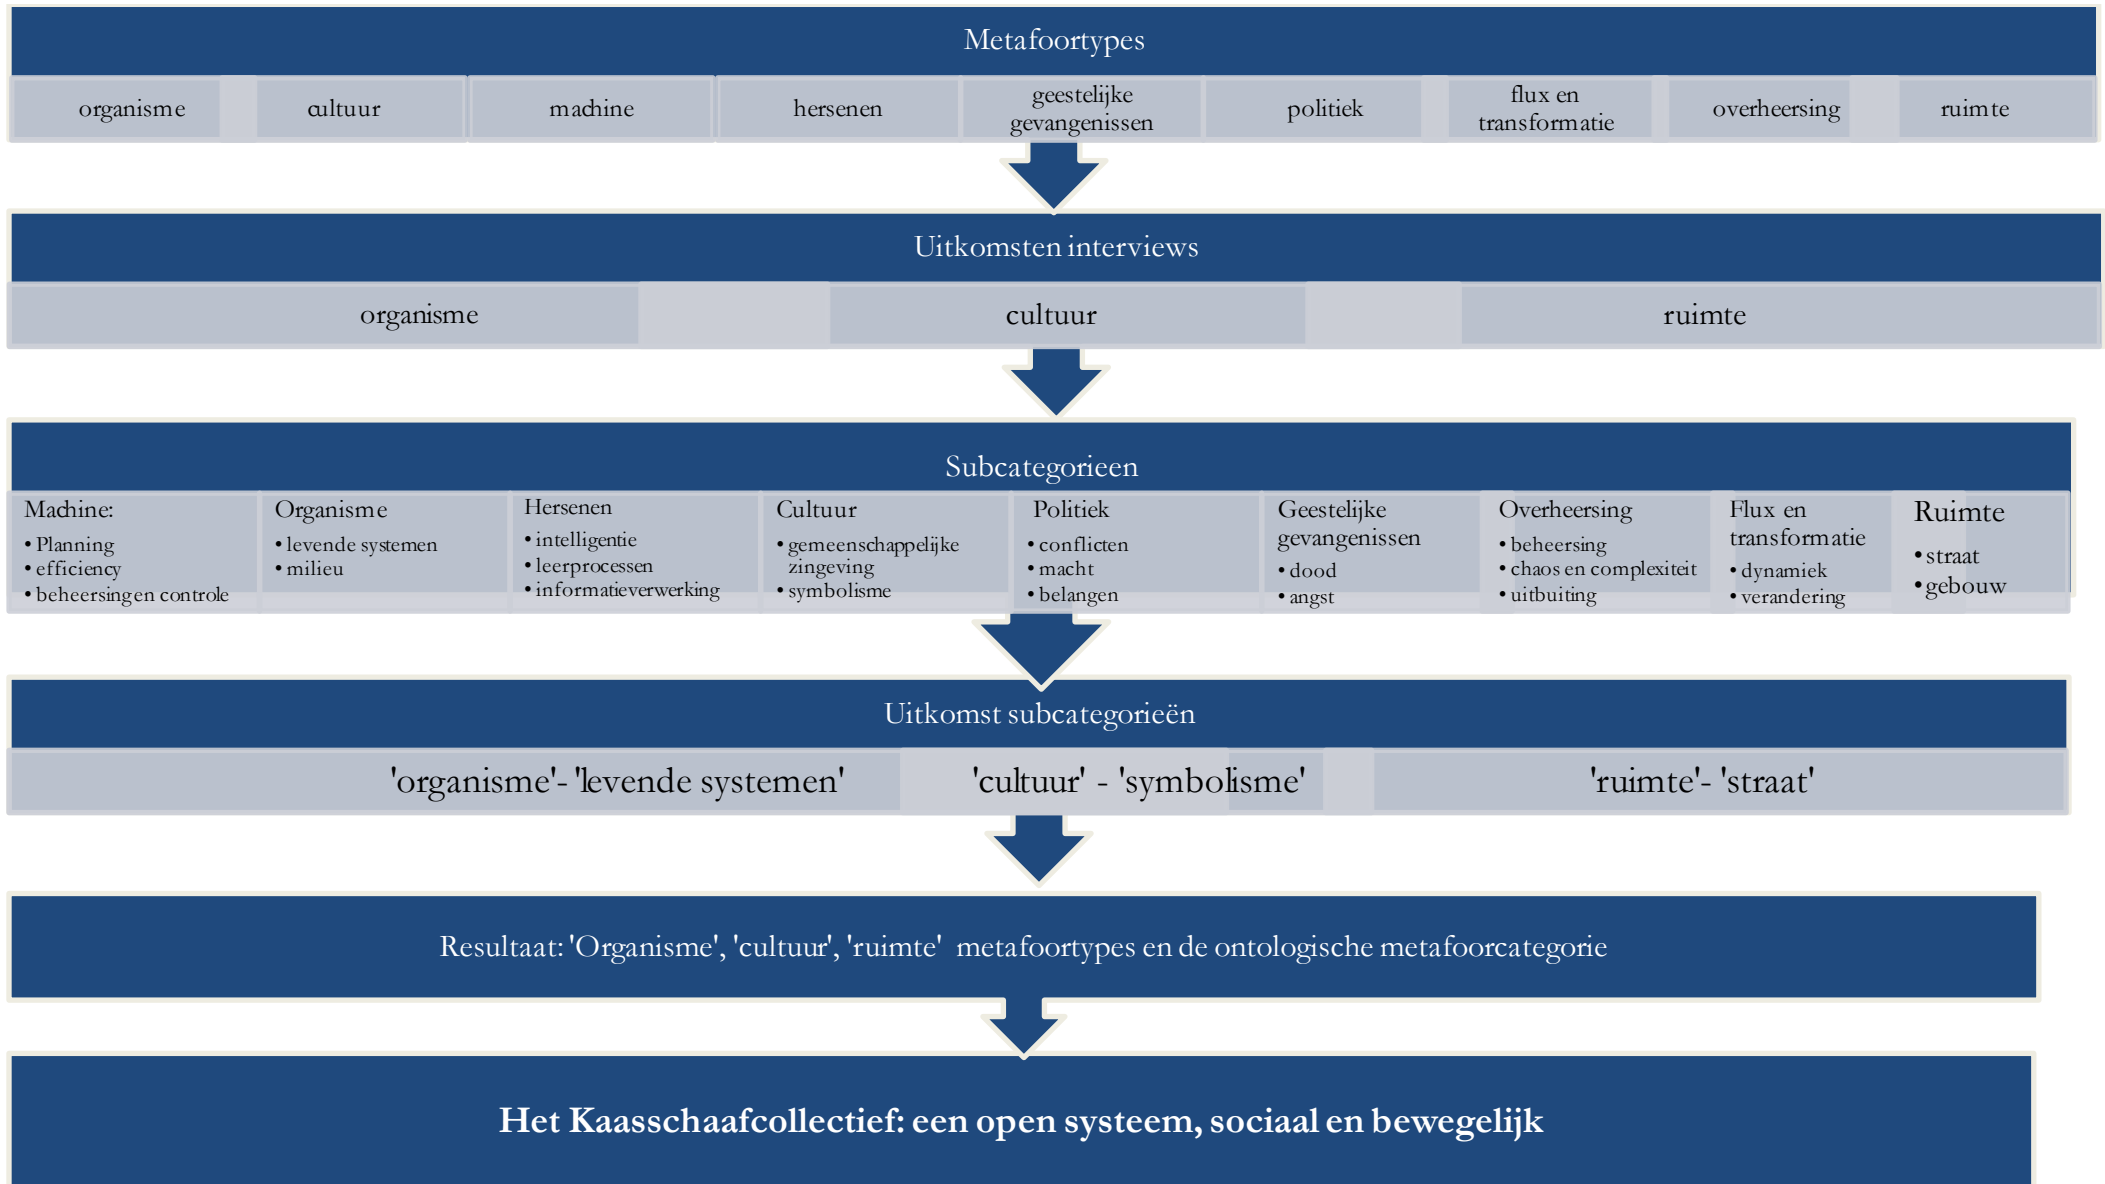 Metafoortypes
organisme
cultuur
machine
hersenen
geestelijke
gevangenissen
politiek
flux en
transformatie
overheersing
ruimte
Uitkomsten interviews
organisme
cultuur
ruimte
Subcategorieen
Machine:
• Planning
• efficiency
• beheersing en controle
Organisme
• levende systemen
• milieu
Hersenen
• intelligentie
• leerprocessen
• informatieverwerking
Cultuur
• gemeenschappelijke
zingeving
• symbolisme
Politiek
• conflicten
• macht
• belangen
Geestelijke
gevangenissen
• dood
• angst
Overheersing
• beheersing
• chaos en complexiteit
• uitbuiting
Flux en
transformatie
• dynamiek
• verandering
Ruimte
• straat
• gebouw
Uitkomst subcategorieën
'organisme'- 'levende systemen'
'cultuur' - 'symbolisme'
'ruimte'- 'straat'
Resultaat: 'Organisme', 'cultuur', 'ruimte' metafoortypes en de ontologische metafoorcategorie
Het Kaasschaafcollectief: een open systeem, sociaal en bewegelijk